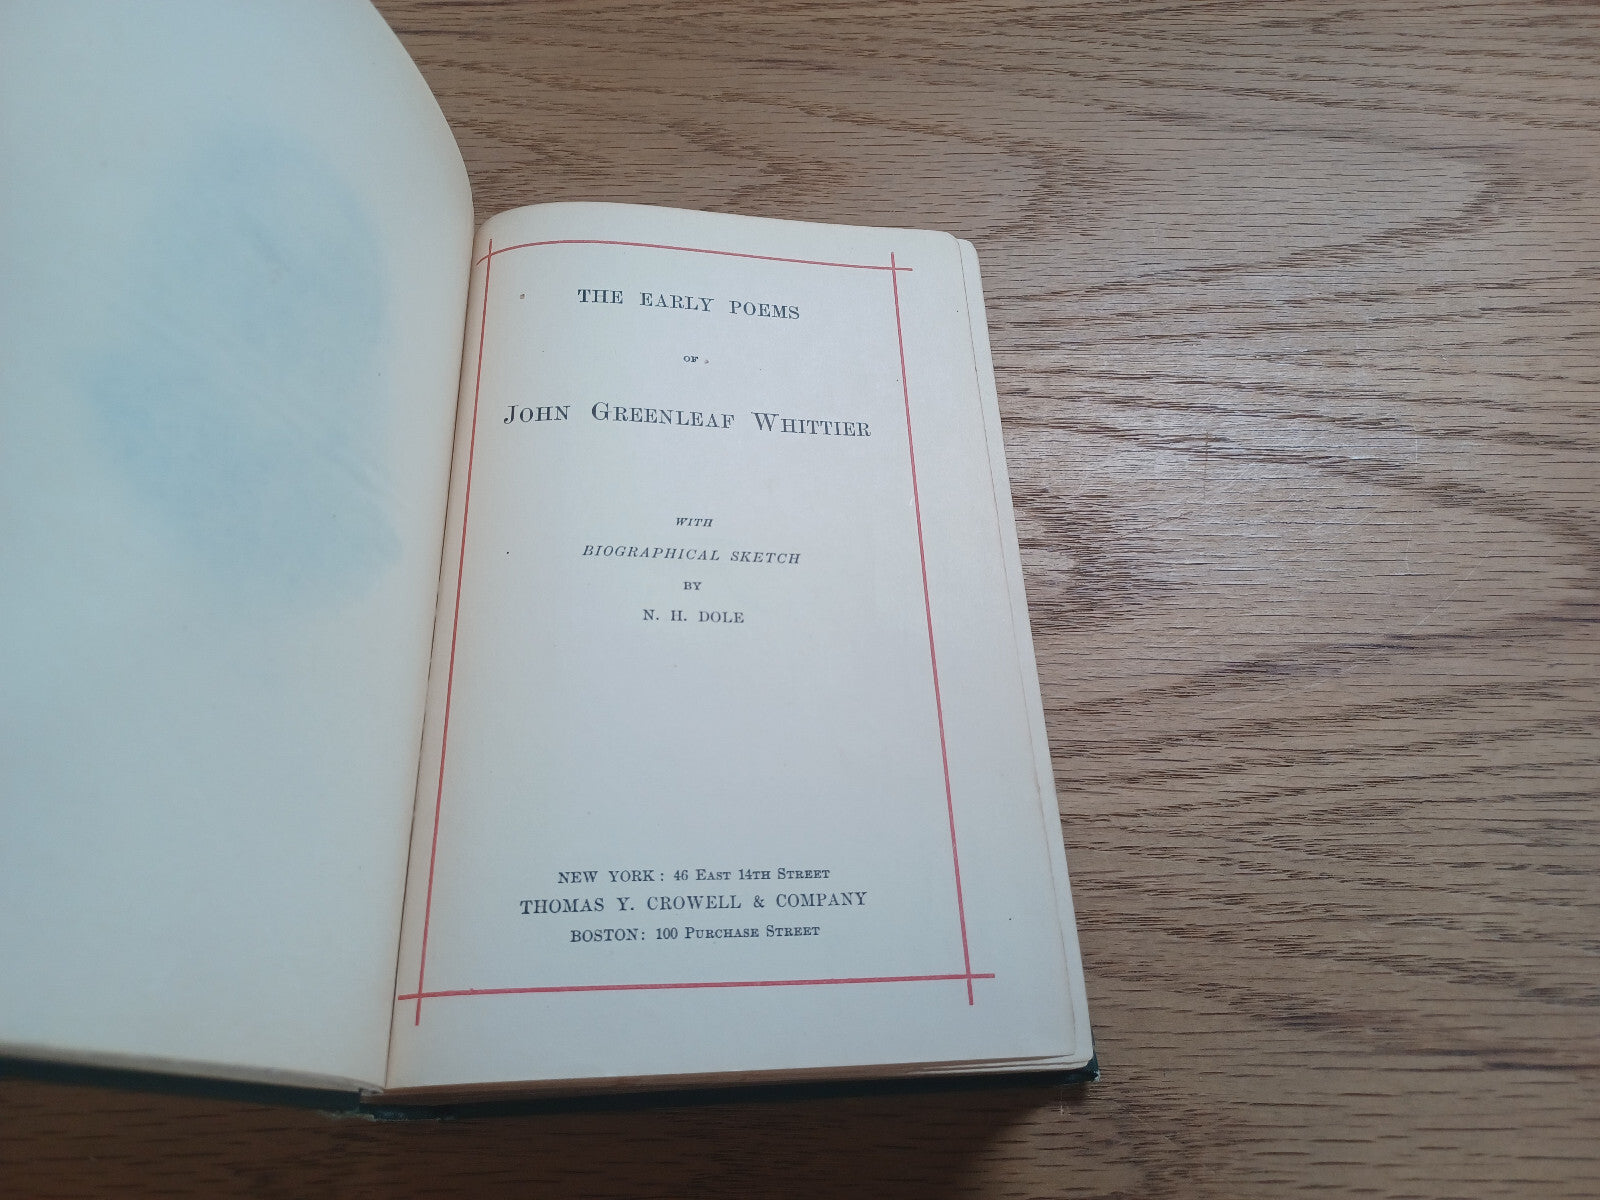 THE EARLY POEMS
OF
JOHN GREENLEAF WHITTIER
WITH
BIOGRAPHICAL SKETCH
BY
N. H. DOLE
NEW YORK: 46 EAST 14TH STREET
THOMAS Y. CROWELL & COMPANY
BOSTON: 100 PURCHASE STREET